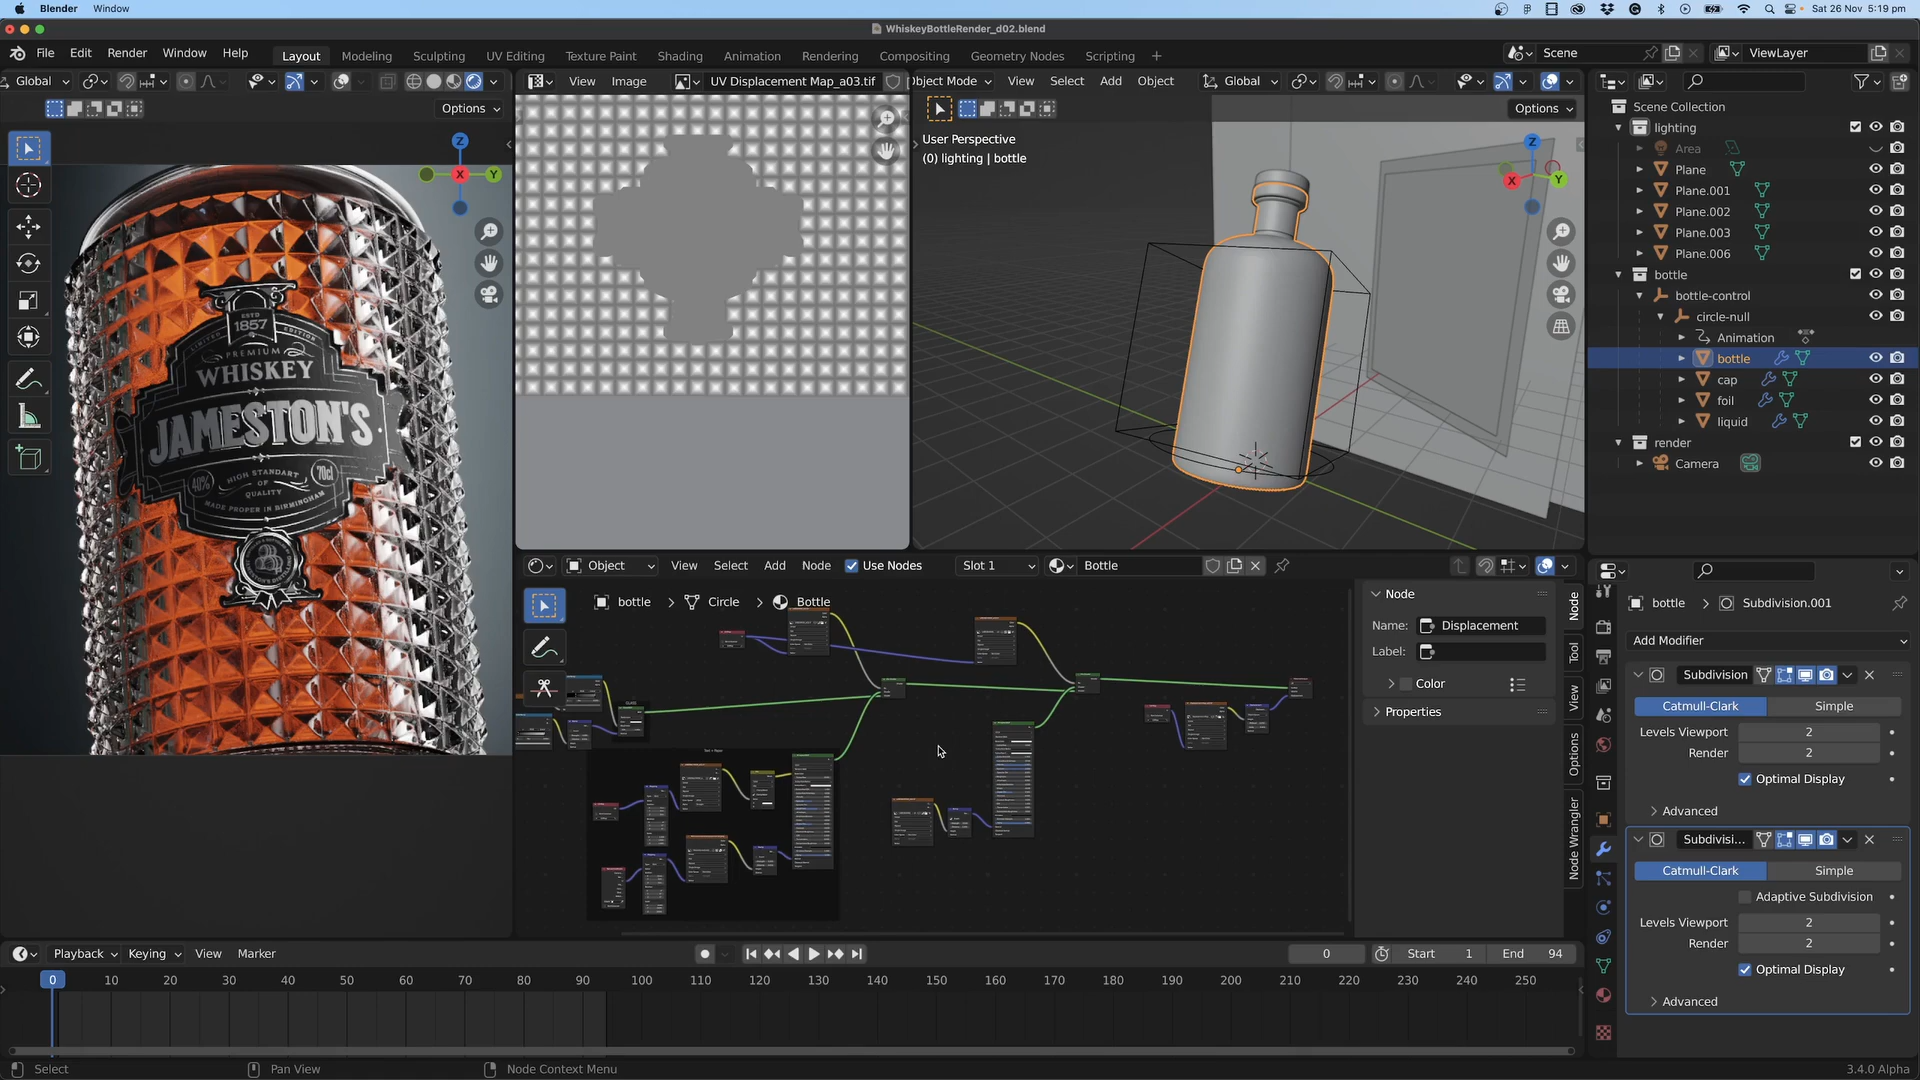 Blender Window
Sat 26 Nov 5:19 pm
WhiskeyBottleRender_d02.blend
File Edit Render Window Help
Layout Modeling Sculpting UV Editing Texture Paint Shading Animation Rendering Compositing Geometry Nodes Scripting +
Scene
ViewLayer
Global
View Image
UV Displacement Map_a03.tif
Object Mode View Select Add Object
Global
Options
Options
User Perspective
(0) lighting | bottle
Z
X
Y
Z
X
Y
LIMITED EDITION
ESTD
1857
PREMIUM
WHISKEY
JAMESTON'S
40%
HIGH STANDART
OF
QUALITY
70cl
MADE PROPER IN BIRMINGHAM
Scene Collection
lighting
Area
Plane
Plane.001
Plane.002
Plane.003
Plane.006
bottle
bottle-control
circle-null
Animation
bottle
cap
foil
liquid
render
Camera
Object View Select Add Node Use Nodes
Slot 1
Bottle
bottle > Circle > Bottle
Node
Name: Displacement
Label:
Color
Properties
Node
Tool
View
Options
Node Wrangler
bottle > Subdivision.001
Add Modifier
Subdivision
Catmull-Clark Simple
Levels Viewport 2
Render 2
Optimal Display
Advanced
Subdivisi...
Catmull-Clark Simple
Adaptive Subdivision
Levels Viewport 2
Render 2
Optimal Display
Advanced
Playback Keying View Marker
0
Start 1
End 94
0 10 20 30 40 50 60 70 80 90 100 110 120 130 140 150 160 170 180 190 200 210 220 230 240 250
Select
Pan View
Node Context Menu
3.4.0 Alpha